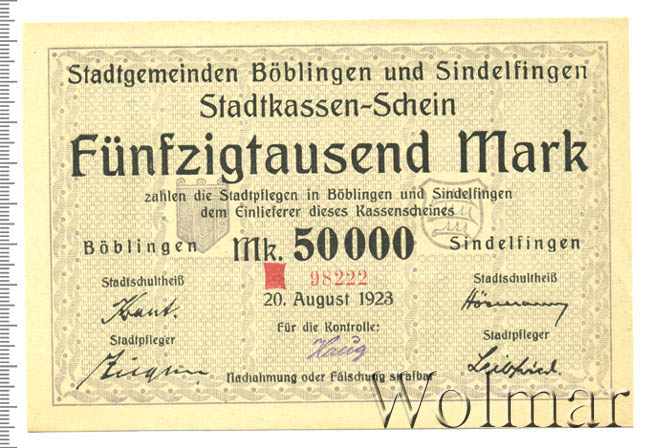 Stadtgemeinden Böblingen und Sindelfingen
Stadtkassen-Schein
Fünfzigtausend Mark
zahlen die Stadtpflegen in Böblingen und Sindelfingen
dem Einlieferer dieses Kassenscheines
Böblingen Mk. 50000 Sindelfingen
98222
Stadtschultheiß 20. August 1923 Stadtschultheiß
Für die Kontrolle:
Stadtpfleger Haug Stadtpfleger
Nachahmung oder Fälschung strafbar
Wolmar